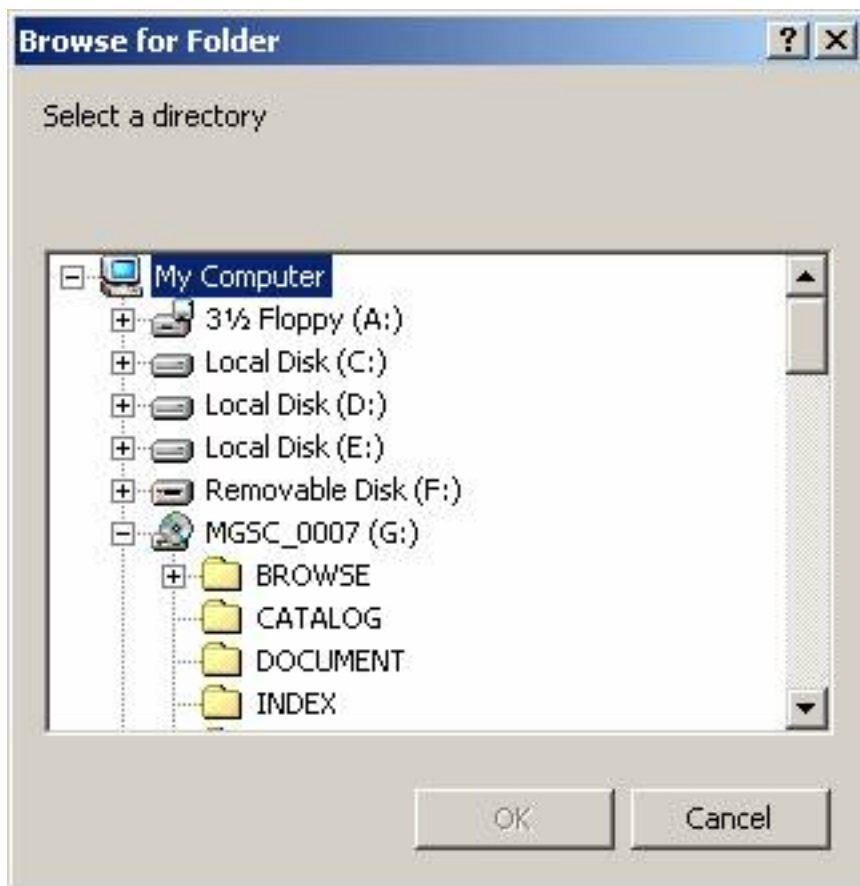 Browse for Folder
Select a directory
My Computer
3½ Floppy (A:)
Local Disk (C:)
Local Disk (D:)
Local Disk (E:)
Removable Disk (F:)
MGSC_0007 (G:)
BROWSE
CATALOG
DOCUMENT
INDEX
OK Cancel